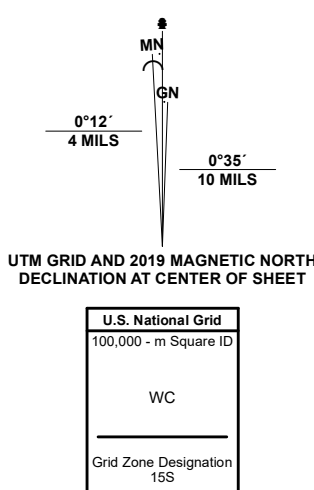 MN
GN
0°12´
4 MILS
0°35´
10 MILS
UTM GRID AND 2019 MAGNETIC NORTH
DECLINATION AT CENTER OF SHEET
U.S. National Grid
100,000 - m Square ID
WC
Grid Zone Designation
15S